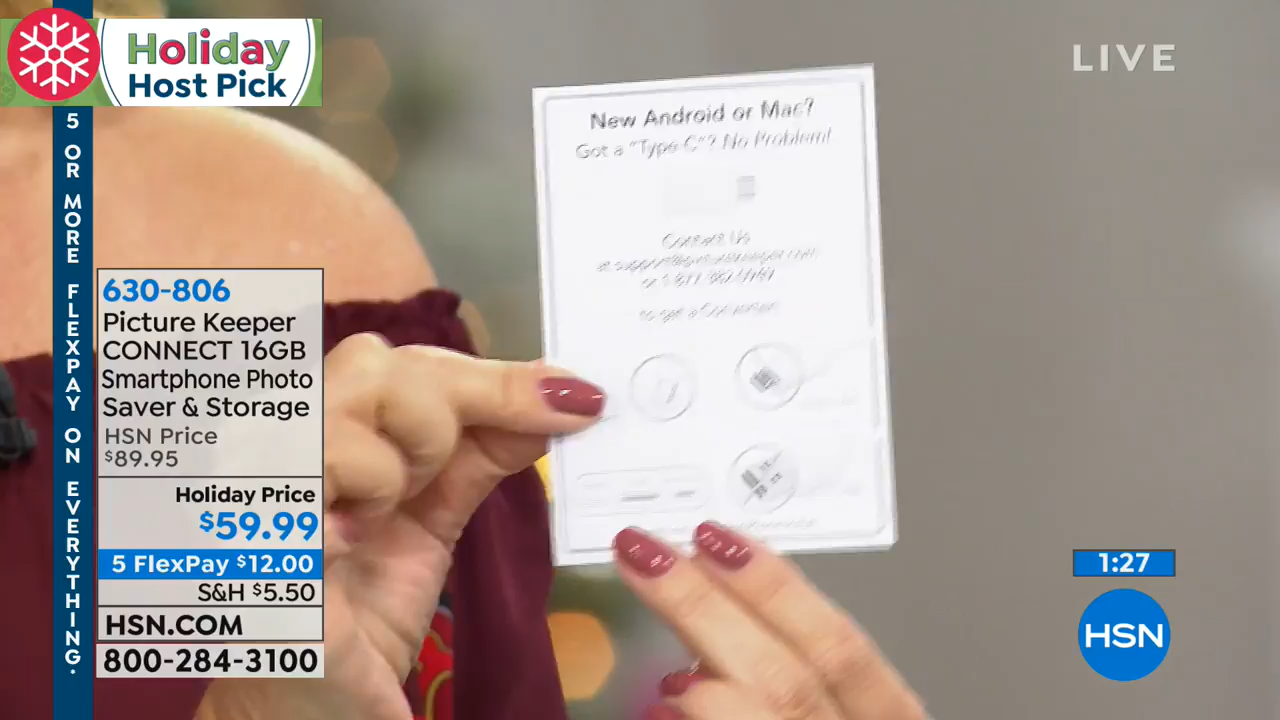 Holiday
Host Pick
LIVE
5 OR MORE FLEXPAY ON EVERYTHING.
New Android or Mac?
Got a "Type C"? No Problem!
Contact Us
to get a
630-806
Picture Keeper
CONNECT 16GB
Smartphone Photo
Saver & Storage
HSN Price
$89.95
Holiday Price
$59.99
5 FlexPay $12.00
S&H $5.50
HSN.COM
800-284-3100
1:27
HSN